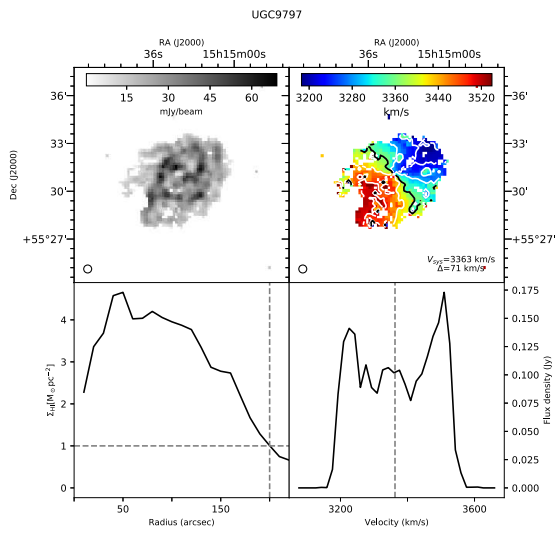 UGC9797
RA (J2000) RA (J2000)
36s 15h15m00s 36s 15h15m00s
15 30 45 60
mJy/beam
3200 3280 3360 3440 3520
km/s
36' 36'
33' 33'
30' 30'
+55°27' +55°27'
Dec (J2000)
V_sys=3363 km/s
Δ=71 km/s
4
3
2
1
0
Σ_HI[M_⊙pc⁻²]
50 150
Radius (arcsec)
0.175
0.150
0.125
0.100
0.075
0.050
0.025
0.000
Flux density (Jy)
3200 3600
Velocity (km/s)